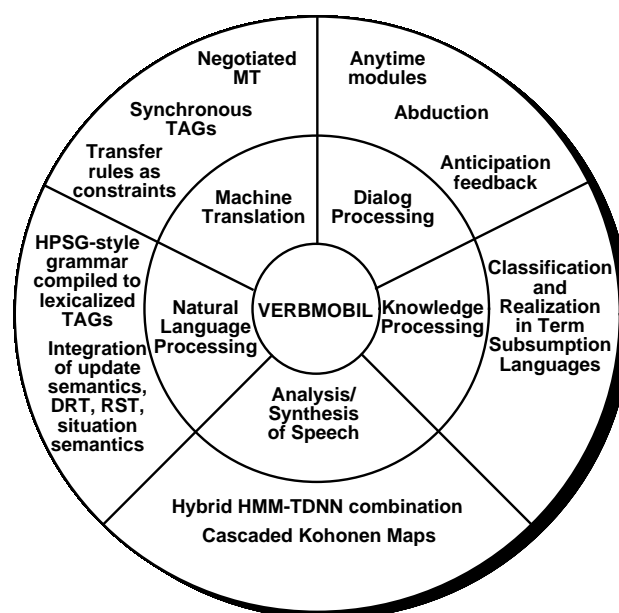 Negotiated
MT
Synchronous
TAGs
Transfer
rules as
constraints
Anytime
modules
Abduction
Anticipation
feedback
Machine
Translation
Dialog
Processing
HPSG-style
grammar
compiled to
lexicalized
TAGs
Integration
of update
semantics,
DRT, RST,
situation
semantics
Natural
Language
Processing
VERBMOBIL
Knowledge
Processing
Classification
and
Realization
in Term
Subsumption
Languages
Analysis/
Synthesis
of Speech
Hybrid HMM-TDNN combination
Cascaded Kohonen Maps